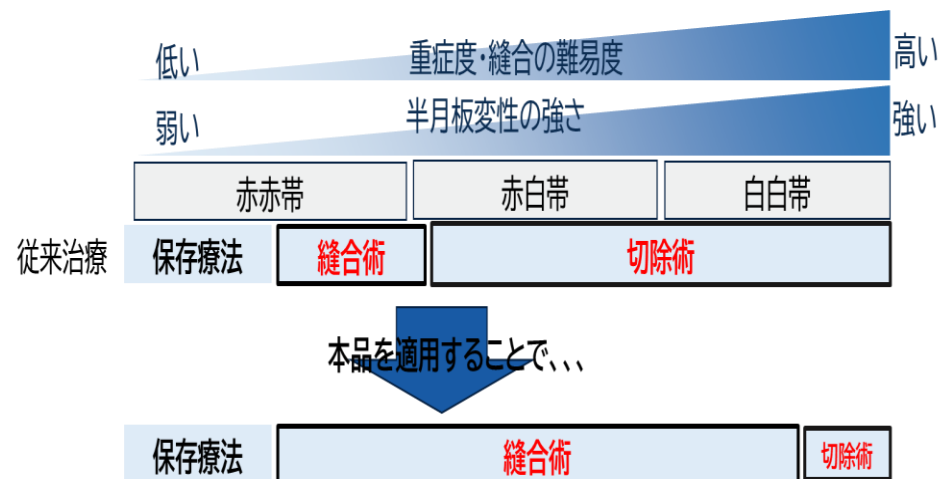 低い 重症度・縫合の難易度 高い
弱い 半月板変性の強さ 強い
赤赤帯 赤白帯 白白帯
従来治療 保存療法 縫合術 切除術
本品を適用することで、、、
保存療法 縫合術 切除術